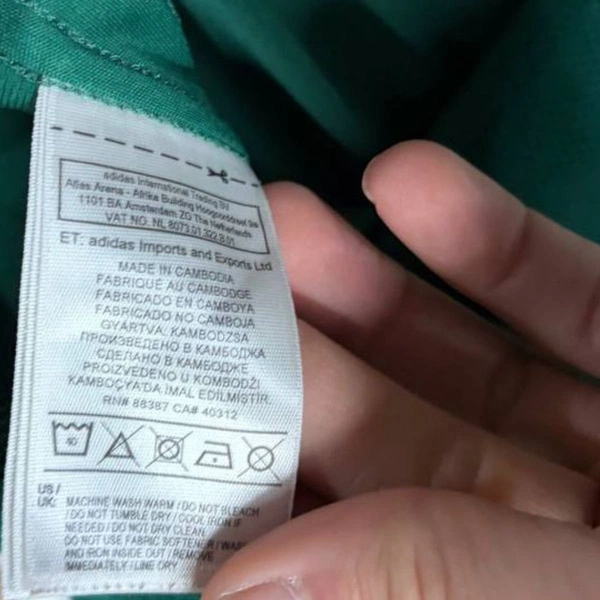 adidas International Trading BV
Atlas Arena - Afrika Building Hoogoorddreef 9a
1101 BA Amsterdam ZO The Netherlands
VAT NO. NL 8073.01.322.B.01
ET: adidas Imports and Exports Ltd
MADE IN CAMBODIA
FABRIQUÉ AU CAMBODGE
FABRICADO EN CAMBOYA
FABRICADO NO CAMBOJA
GYÁRTVA: KAMBODZSA
ПРОИЗВЕДЕНО В КАМБОДЖА
СДЕЛАНО В КАМБОДЖЕ
PROIZVEDENO U KOMBODŽI
KAMBOÇYA'DA İMAL EDİLMİŞTİR.
RN# 88387 CA# 40312
US /
UK: MACHINE WASH WARM / DO NOT BLEACH
/ DO NOT TUMBLE DRY / COOL IRON IF
NEEDED / DO NOT DRY CLEAN
DO NOT USE FABRIC SOFTENER / WASH
AND IRON INSIDE OUT / REMOVE
IMMEDIATELY / LINE DRY